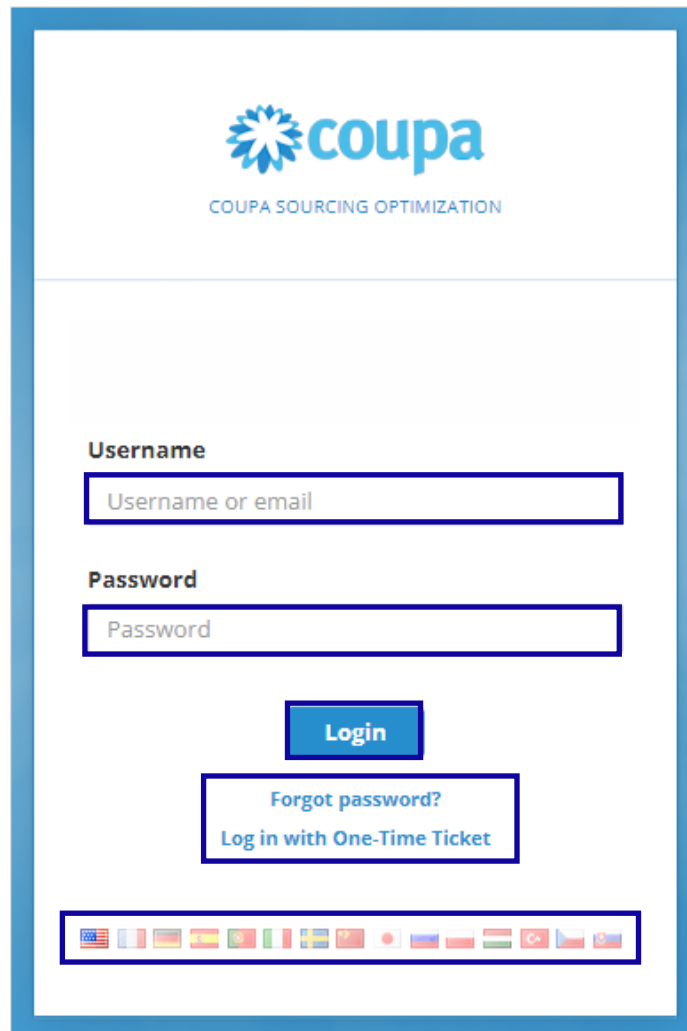 coupa
COUPA SOURCING OPTIMIZATION
Username
Username or email
Password
Password
Login
Forgot password?
Log in with One-Time Ticket